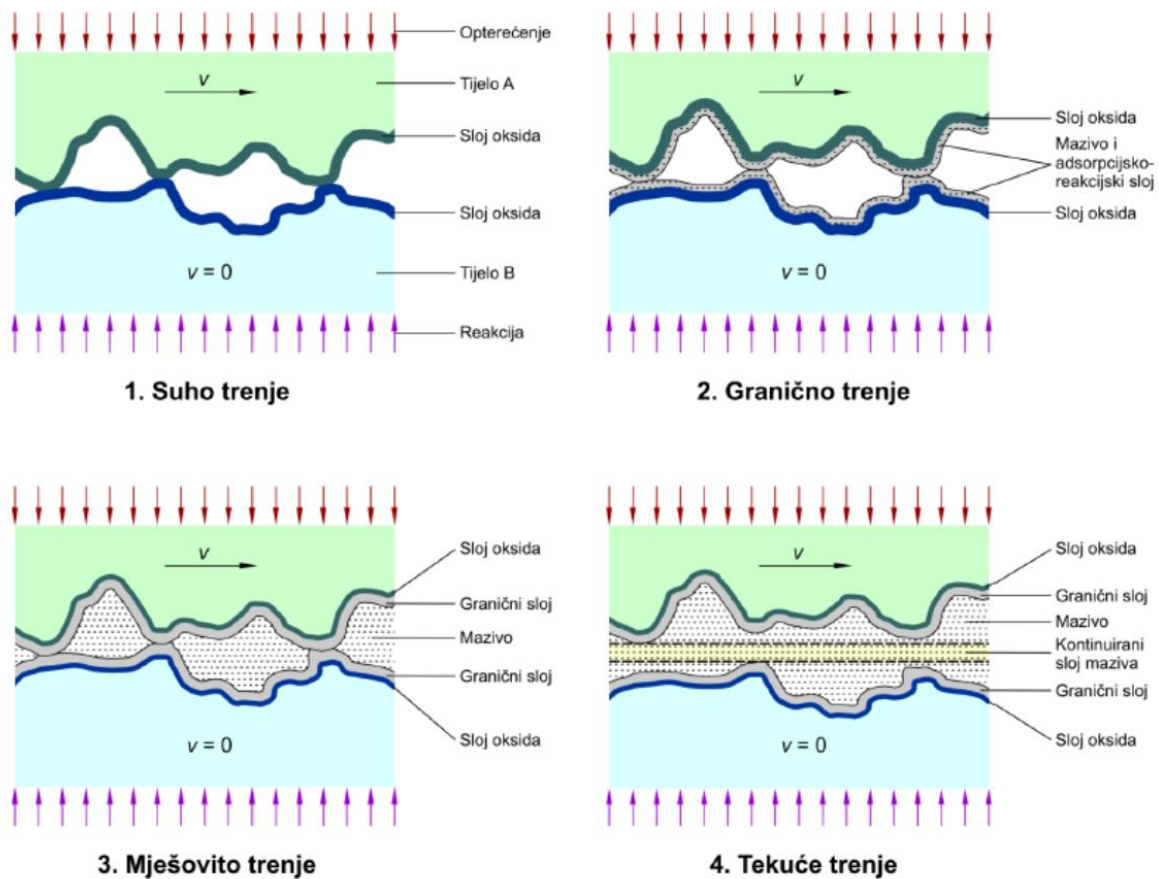 Opterećenje
v
Tijelo A
Sloj oksida
Sloj oksida
v = 0
Tijelo B
Reakcija
1. Suho trenje
v
Sloj oksida
Mazivo i
adsorpcijsko-
reakcijski sloj
Sloj oksida
v = 0
2. Granično trenje
v
Sloj oksida
Granični sloj
Mazivo
Granični sloj
Sloj oksida
v = 0
3. Mješovito trenje
v
Sloj oksida
Granični sloj
Mazivo
Kontinuirani
sloj maziva
Granični sloj
Sloj oksida
v = 0
4. Tekuće trenje